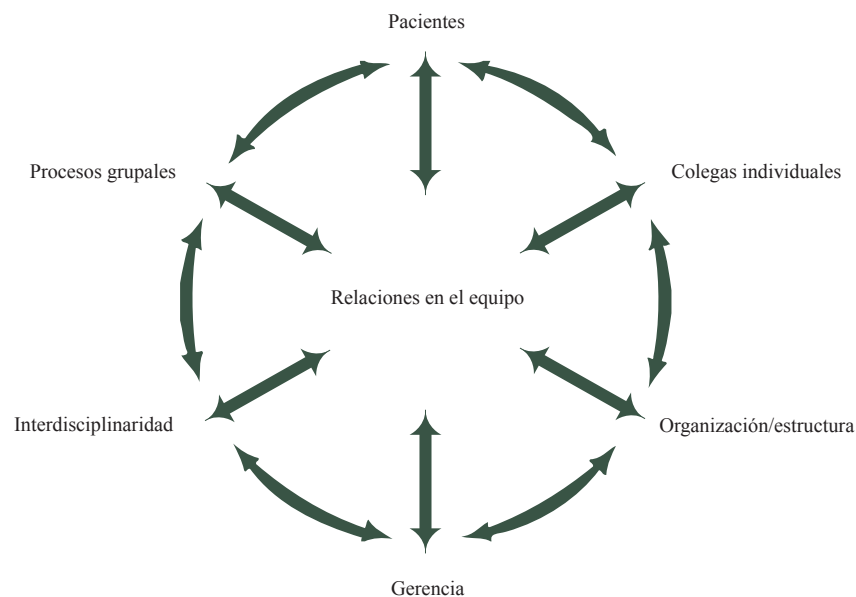 Pacientes
Procesos grupales
Colegas individuales
Relaciones en el equipo
Interdisciplinaridad
Organización/estructura
Gerencia